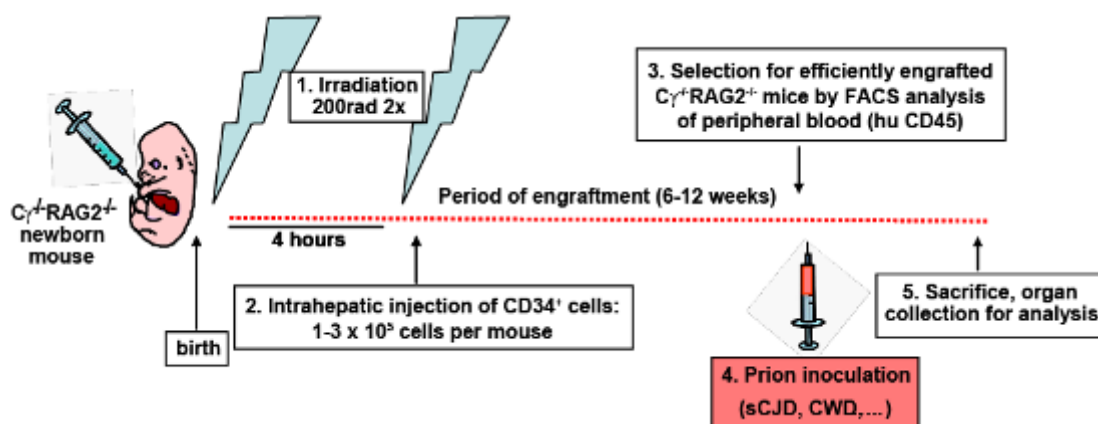 1. Irradiation
200rad 2x
3. Selection for efficiently engrafted
Cγ⁻/⁻RAG2⁻/⁻ mice by FACS analysis
of peripheral blood (hu CD45)
Cγ⁻/⁻RAG2⁻/⁻
newborn
mouse
Period of engraftment (6-12 weeks)
4 hours
2. Intrahepatic injection of CD34⁺ cells:
1-3 x 10⁵ cells per mouse
birth
5. Sacrifice, organ
collection for analysis
4. Prion inoculation
(sCJD, CWD,...)